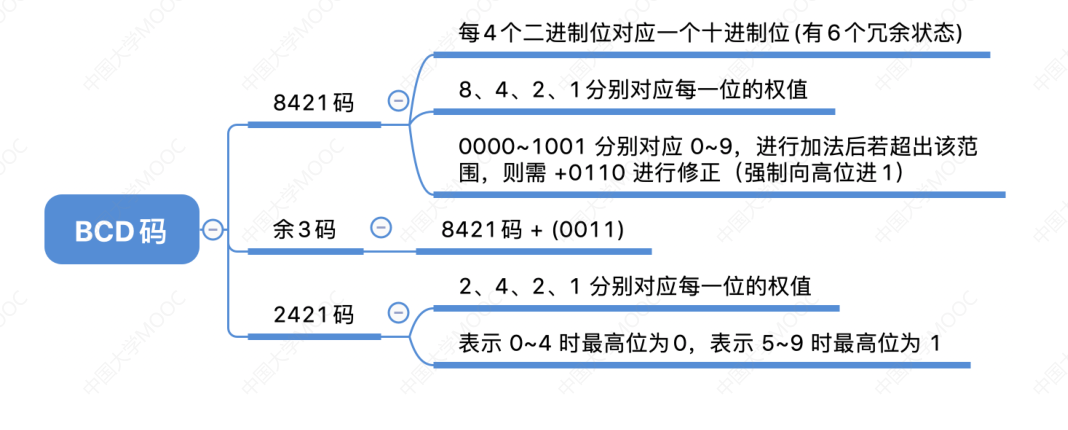 每4个二进制位对应一个十进制位(有6个冗余状态)
8421码
8、4、2、1分别对应每一位的权值
0000~1001 分别对应 0~9，进行加法后若超出该范
围，则需 +0110 进行修正（强制向高位进1）
BCD码
余3码
8421码 + (0011)
2421码
2、4、2、1 分别对应每一位的权值
表示 0~4 时最高位为0，表示 5~9 时最高位为 1
中国大学MOOC